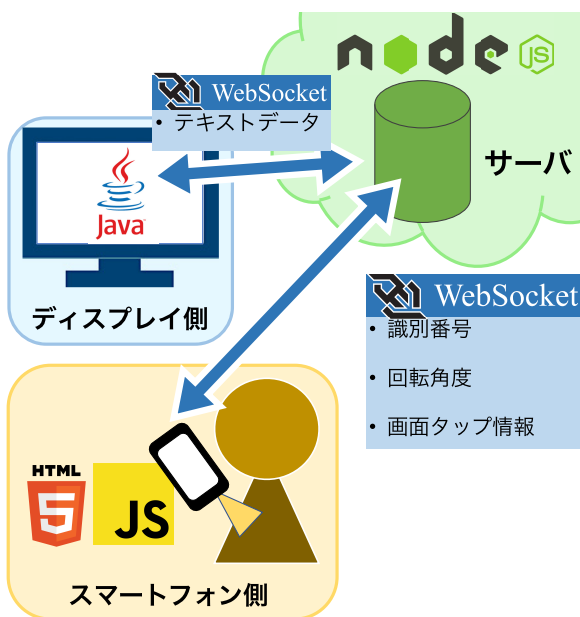 node JS
WebSocket
・ テキストデータ
サーバ
Java
ディスプレイ側
WebSocket
・ 識別番号
・ 回転角度
・ 画面タップ情報
HTML
5
JS
スマートフォン側